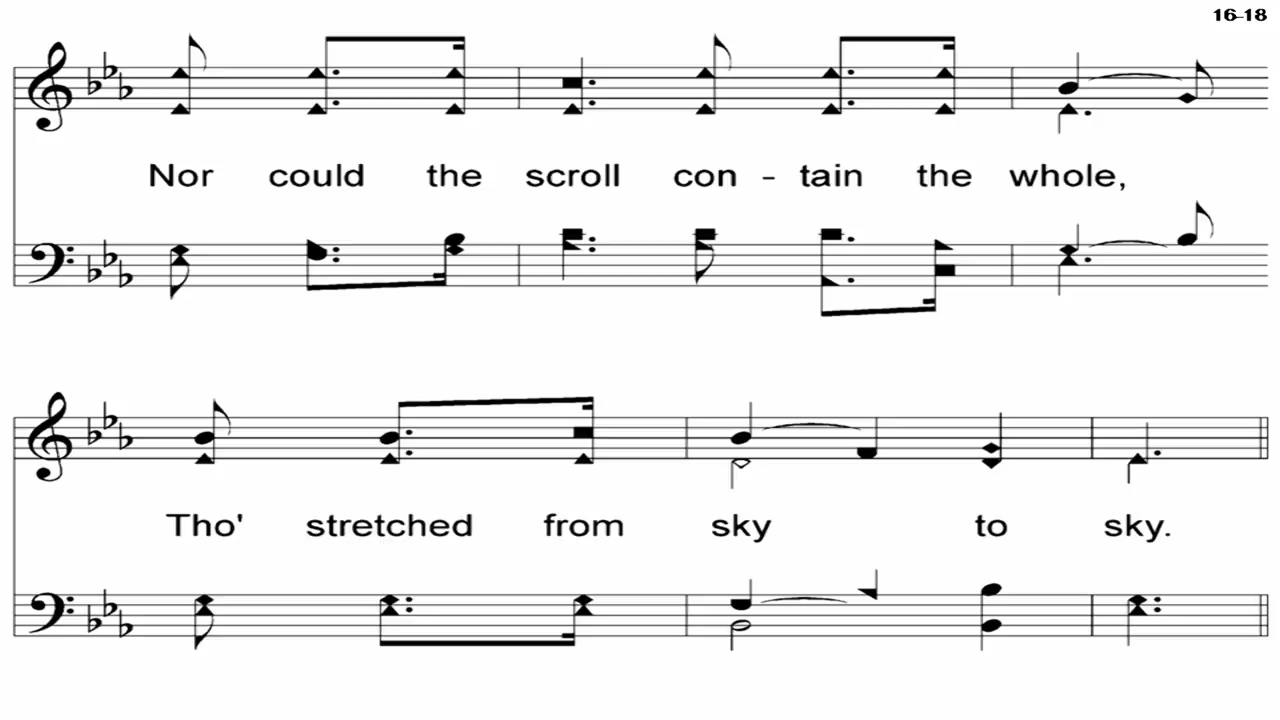 16-18
Nor could the scroll con - tain the whole,
Tho' stretched from sky to sky.